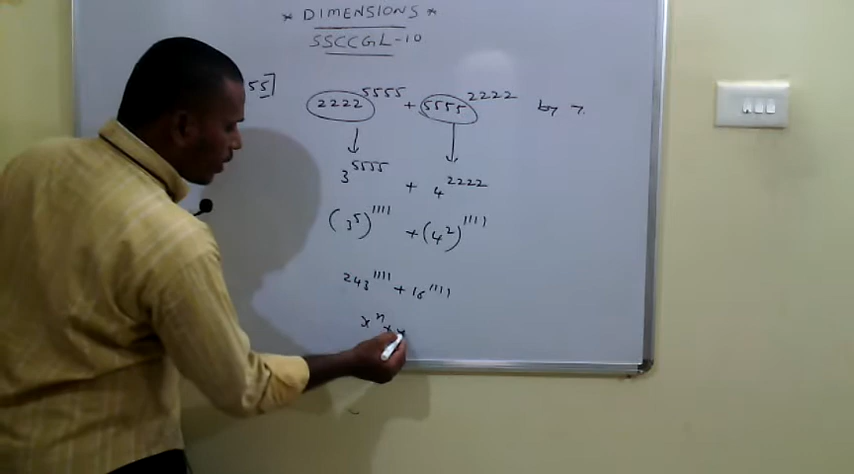 * DIMENSIONS *
SSCCGL-10
55]
2222^5555 + 5555^2222 by 7.
3^5555 + 4^2222
(3^5)^1111 + (4^2)^1111
243^1111 + 16^1111
x^n +